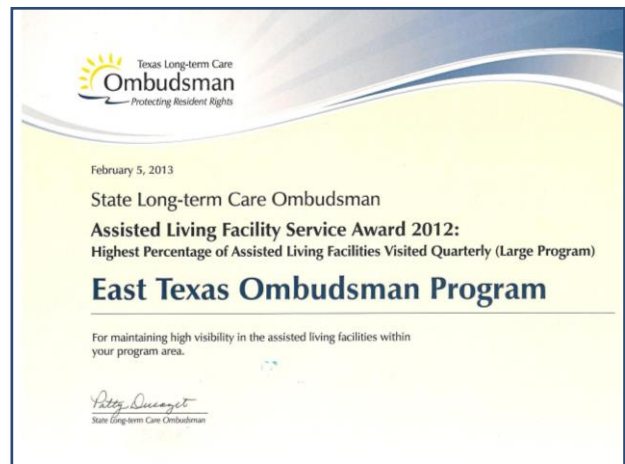 Texas Long-term Care
Ombudsman
Protecting Resident Rights
February 5, 2013
State Long-term Care Ombudsman
Assisted Living Facility Service Award 2012:
Highest Percentage of Assisted Living Facilities Visited Quarterly (Large Program)
East Texas Ombudsman Program
For maintaining high visibility in the assisted living facilities within
your program area.
Patty Ducayet
State Long-term Care Ombudsman